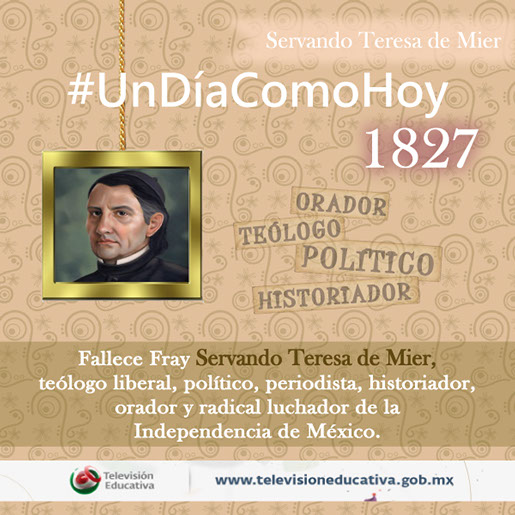 Servando Teresa de Mier
#UnDíaComoHoy
1827
ORADOR
TEÓLOGO
POLÍTICO
HISTORIADOR
Fallece Fray Servando Teresa de Mier,
teólogo liberal, político, periodista, historiador,
orador y radical luchador de la
Independencia de México.
Televisión
Educativa
www.televisioneducativa.gob.mx